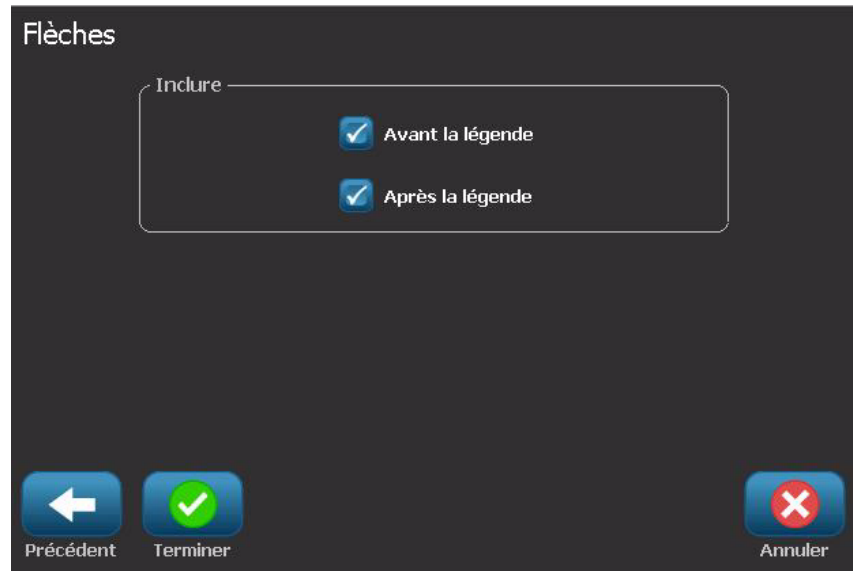 Flèches
Inclure
Avant la légende
Après la légende
Précédent
Terminer
Annuler